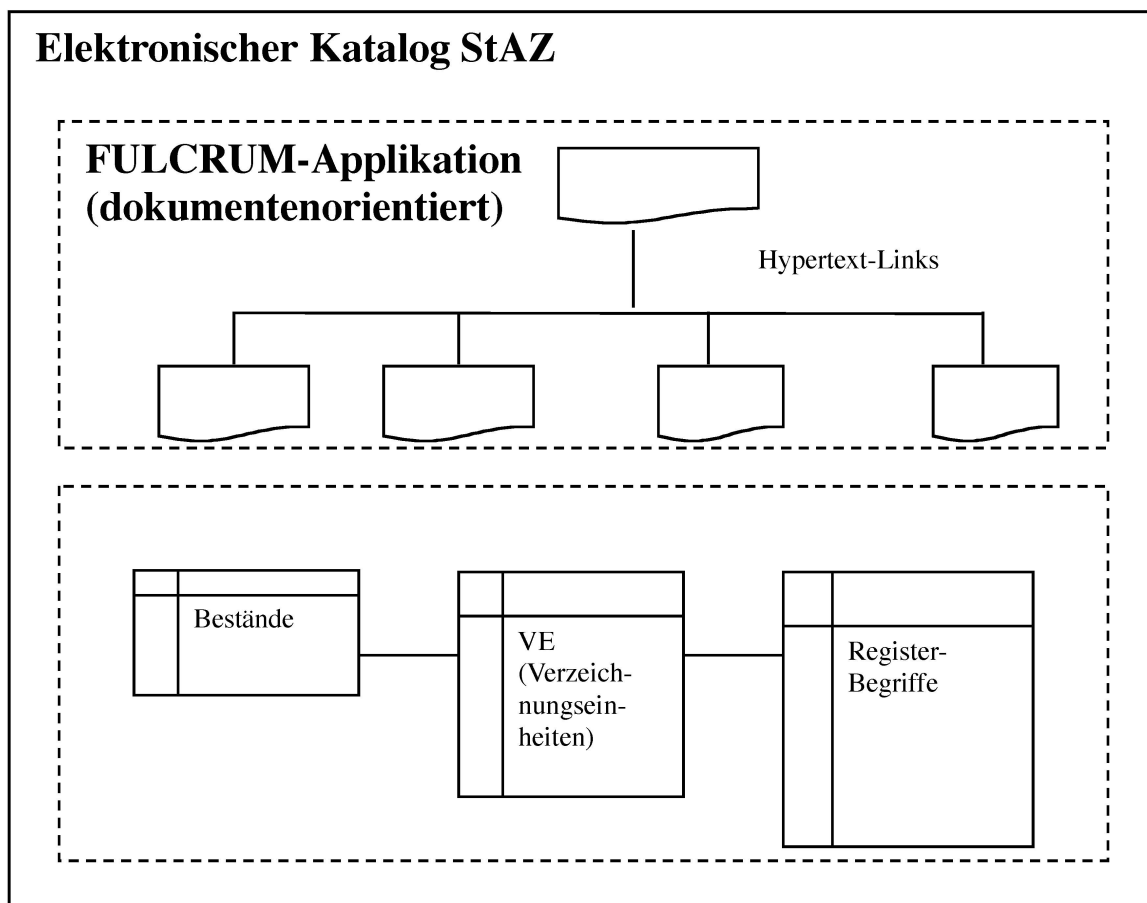 Elektronischer Katalog StAZ
FULCRUM-Applikation
(dokumentenorientiert)
Hypertext-Links
Bestände
VE
(Verzeich-
nungsein-
heiten)
Register-
Begriffe